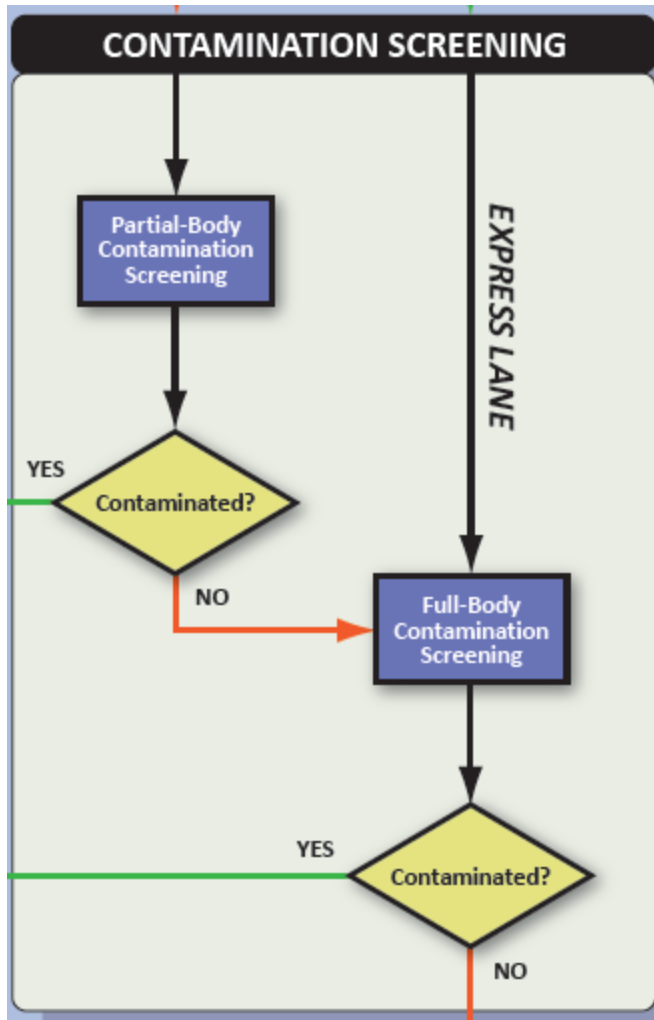 CONTAMINATION SCREENING
Partial-Body
Contamination
Screening
EXPRESS LANE
YES
Contaminated?
NO
Full-Body
Contamination
Screening
YES
Contaminated?
NO